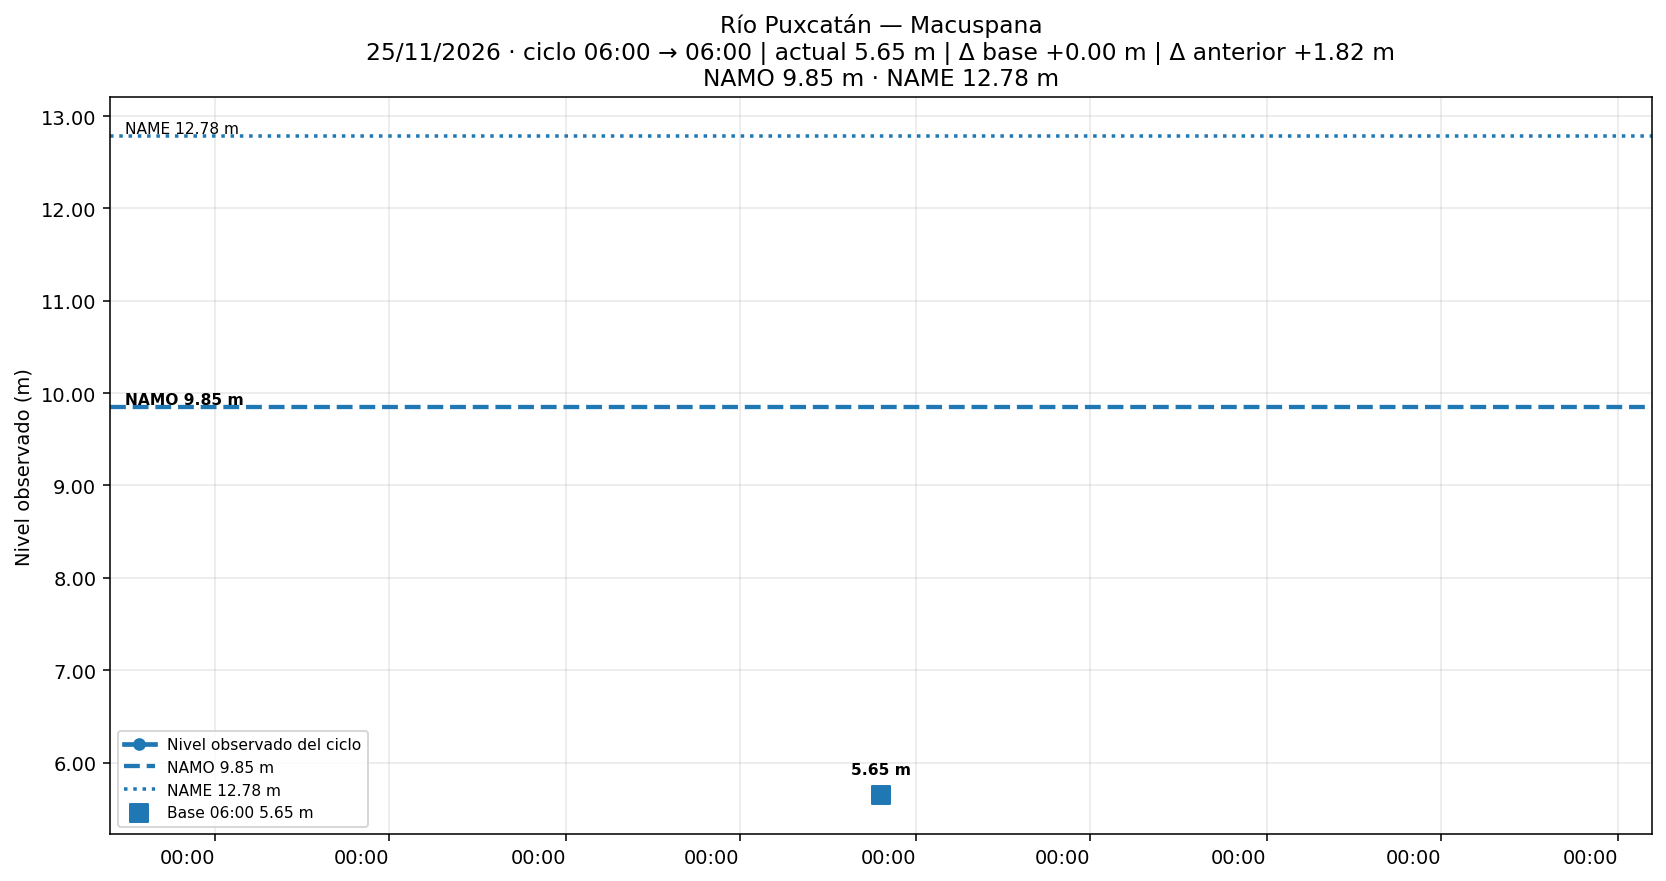 Río Puxcatán — Macuspana
25/11/2026 · ciclo 06:00 → 06:00 | actual 5.65 m | Δ base +0.00 m | Δ anterior +1.82 m
NAMO 9.85 m · NAME 12.78 m
Nivel observado (m)
13.00
12.00
11.00
10.00
9.00
8.00
7.00
6.00
NAME 12.78 m
NAMO 9.85 m
5.65 m
Nivel observado del ciclo
NAMO 9.85 m
NAME 12.78 m
Base 06:00 5.65 m
00:00 00:00 00:00 00:00 00:00 00:00 00:00 00:00 00:00